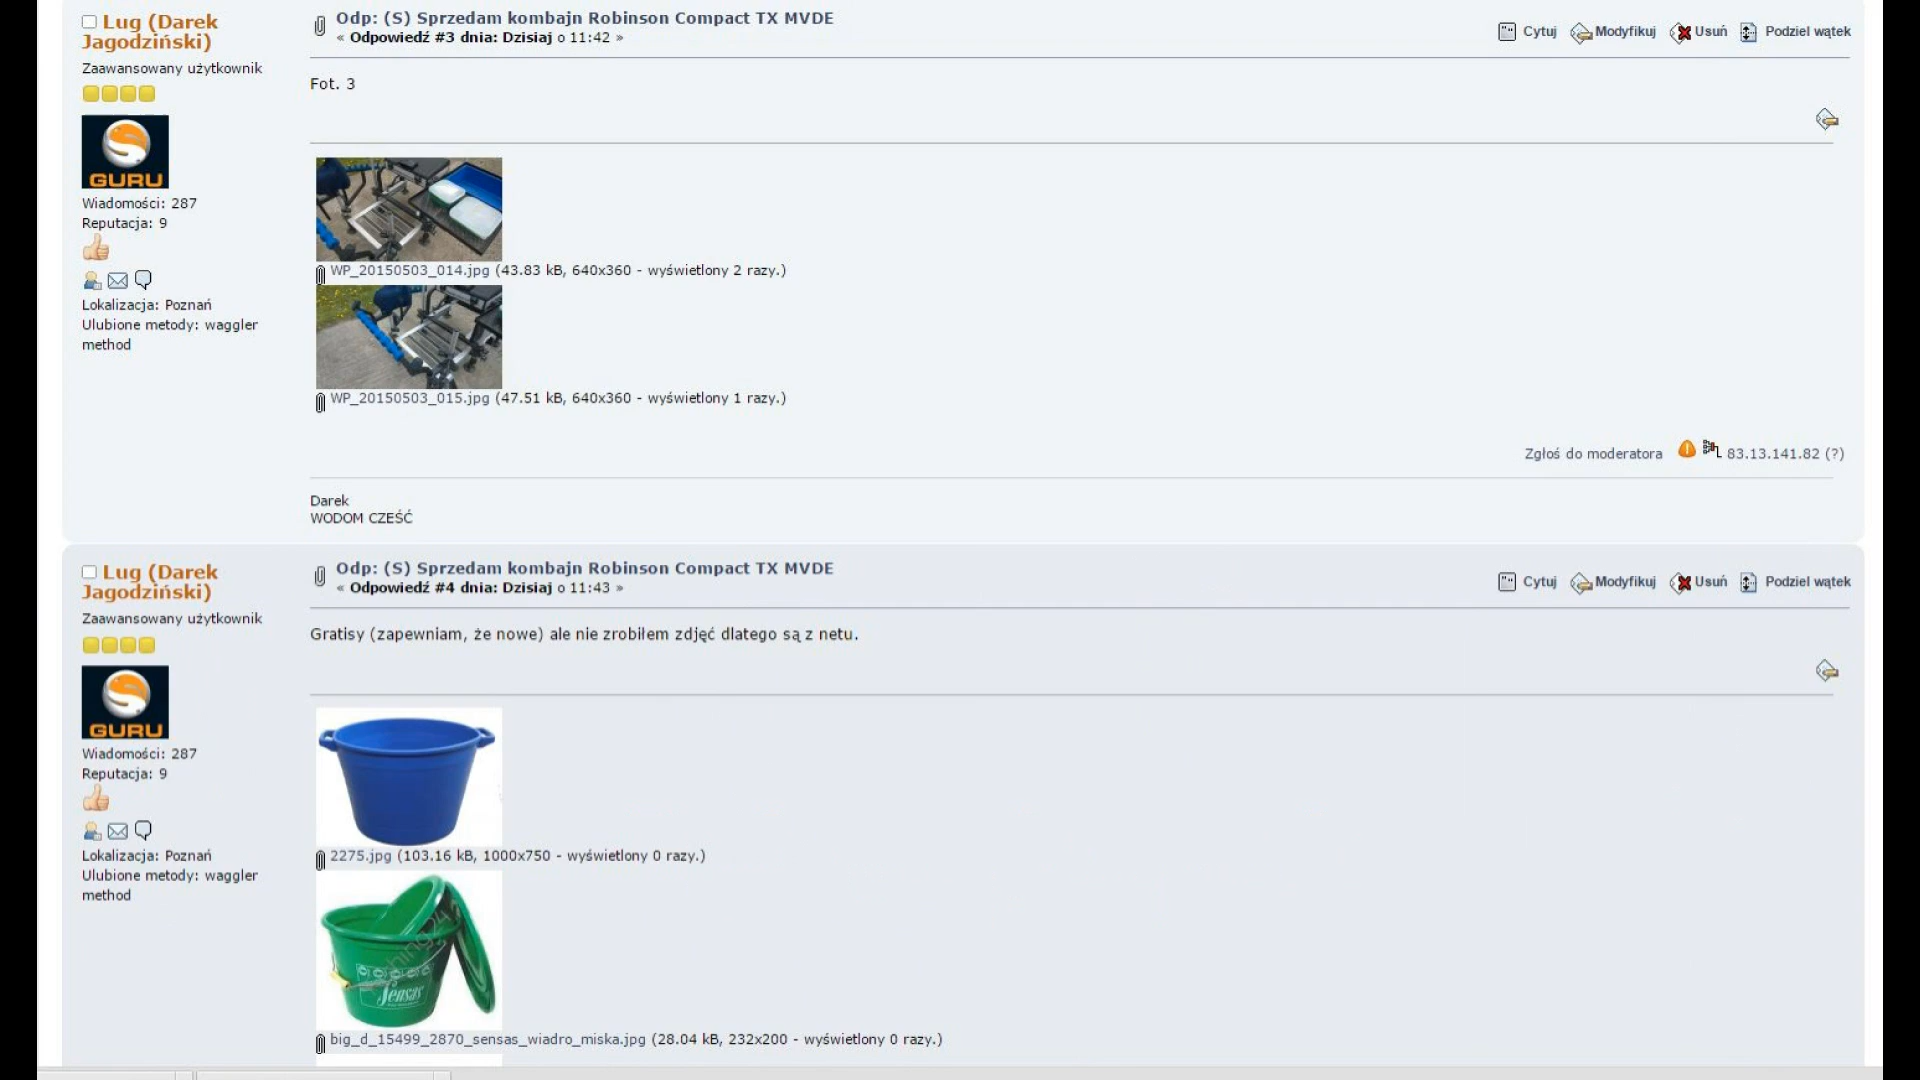 Lug (Darek
Jagodziński)
Zaawansowany użytkownik
GURU
Wiadomości: 287
Reputacja: 9
Lokalizacja: Poznań
Ulubione metody: waggler
method
Odp: (S) Sprzedam kombajn Robinson Compact TX MVDE
« Odpowiedź #3 dnia: Dzisiaj o 11:42 »
Cytuj Modyfikuj Usuń Podziel wątek
Fot. 3
WP_20150503_014.jpg (43.83 kB, 640x360 - wyświetlony 2 razy.)
WP_20150503_015.jpg (47.51 kB, 640x360 - wyświetlony 1 razy.)
Zgłoś do moderatora 83.13.141.82 (?)
Darek
WODOM CZEŚĆ
Lug (Darek
Jagodziński)
Zaawansowany użytkownik
GURU
Wiadomości: 287
Reputacja: 9
Lokalizacja: Poznań
Ulubione metody: waggler
method
Odp: (S) Sprzedam kombajn Robinson Compact TX MVDE
« Odpowiedź #4 dnia: Dzisiaj o 11:43 »
Cytuj Modyfikuj Usuń Podziel wątek
Gratisy (zapewniam, że nowe) ale nie zrobiłem zdjęć dlatego są z netu.
2275.jpg (103.16 kB, 1000x750 - wyświetlony 0 razy.)
Sensas
big_d_15499_2870_sensas_wiadro_miska.jpg (28.04 kB, 232x200 - wyświetlony 0 razy.)